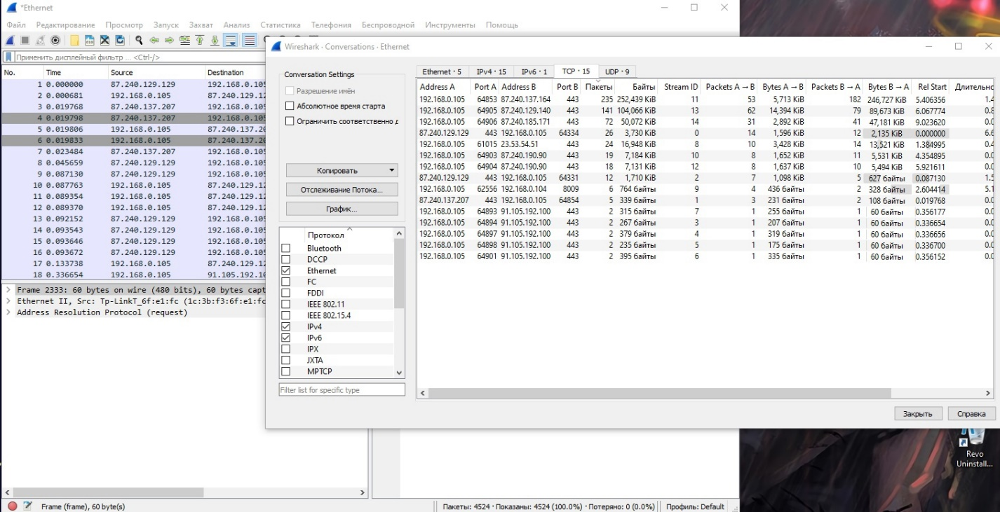 *Ethernet
Файл Редактирование Просмотр Запуск Захват Анализ Статистика Телефония Беспроводной Инструменты Помощь
Применить дисплейный фильтр ... <Ctrl-/>
No. Time Source Destination
1 0.000000 87.240.129.129 192.168.0.105
2 0.000681 192.168.0.105 87.240.129.12
3 0.019768 87.240.137.207 192.168.0.105
4 0.019798 87.240.137.207 192.168.0.105
5 0.019806 192.168.0.105 87.240.137.20
6 0.019833 192.168.0.105 87.240.137.20
7 0.023484 87.240.137.207 192.168.0.105
8 0.045659 87.240.129.129 192.168.0.105
9 0.087130 87.240.129.129 192.168.0.105
10 0.087763 192.168.0.105 87.240.129.12
11 0.089354 87.240.129.129 192.168.0.105
12 0.089370 87.240.129.129 192.168.0.105
13 0.092152 87.240.129.129 192.168.0.105
14 0.093543 87.240.129.129 192.168.0.105
15 0.093646 87.240.129.129 192.168.0.105
16 0.093672 87.240.129.129 192.168.0.105
17 0.133738 192.168.0.105 87.240.129.12
18 0.336654 192.168.0.105 91.105.192.10
Frame 2333: 60 bytes on wire (480 bits), 60 bytes capt
Ethernet II, Src: Tp-LinkT_6f:e1:fc (1c:3b:f3:6f:e1:fc
Address Resolution Protocol (request)
Wireshark · Conversations · Ethernet
Conversation Settings
Разрешение имён
Абсолютное время старта
Ограничить соответственно д
Копировать
Отслеживание Потока...
График...
Протокол
Bluetooth
DCCP
Ethernet
FC
FDDI
IEEE 802.11
IEEE 802.15.4
IPv4
IPv6
IPX
JXTA
MPTCP
Filter list for specific type
Ethernet · 5 IPv4 · 15 IPv6 · 1 TCP · 15 UDP · 9
Address A Port A Address B Port B Пакеты Байты Stream ID Packets A → B Bytes A → B Packets B → A Bytes B → A Rel Start Длительно
192.168.0.105 64853 87.240.137.164 443 235 252,439 KiB 11 53 5,713 KiB 182 246,727 KiB 5.406356 1.4
192.168.0.105 64905 87.240.129.140 443 141 104,066 KiB 13 62 14,394 KiB 79 89,673 KiB 6.067774 0.8
192.168.0.105 64906 87.240.185.171 443 72 50,072 KiB 14 31 2,892 KiB 41 47,181 KiB 9.023620 0.0
87.240.129.129 443 192.168.0.105 64334 26 3,730 KiB 0 14 1,596 KiB 12 2,135 KiB 0.000000 6.6
192.168.0.105 61015 23.53.54.51 443 24 16,948 KiB 8 10 3,428 KiB 14 13,521 KiB 1.384995 0.4
192.168.0.105 64903 87.240.190.90 443 19 7,184 KiB 10 8 1,652 KiB 11 5,531 KiB 4.354895 0.0
192.168.0.105 64904 87.240.190.90 443 18 7,131 KiB 12 8 1,637 KiB 10 5,494 KiB 5.921611 0.0
87.240.129.129 443 192.168.0.105 64331 12 1,710 KiB 2 7 1,098 KiB 5 627 байты 0.087130 1.5
192.168.0.105 62556 192.168.0.104 8009 6 764 байты 9 4 436 байты 2 328 байты 2.604414 5.1
87.240.137.207 443 192.168.0.105 64854 5 339 байты 1 3 231 байты 2 108 байты 0.019768 0.0
192.168.0.105 64893 91.105.192.100 443 2 315 байты 7 1 255 байты 1 60 байты 0.356177 0.0
192.168.0.105 64894 91.105.192.100 443 2 267 байты 3 1 207 байты 1 60 байты 0.336654 0.0
192.168.0.105 64897 91.105.192.100 443 2 379 байты 4 1 319 байты 1 60 байты 0.336656 0.0
192.168.0.105 64898 91.105.192.100 443 2 235 байты 5 1 175 байты 1 60 байты 0.336700 0.0
192.168.0.105 64901 91.105.192.100 443 2 395 байты 6 1 335 байты 1 60 байты 0.356152 0.0
Закрыть Справка
Revo
Uninstall...
Frame (frame), 60 byte(s)
Пакеты: 4524 · Показаны: 4524 (100.0%) · Потеряно: 0 (0.0%) Профиль: Default